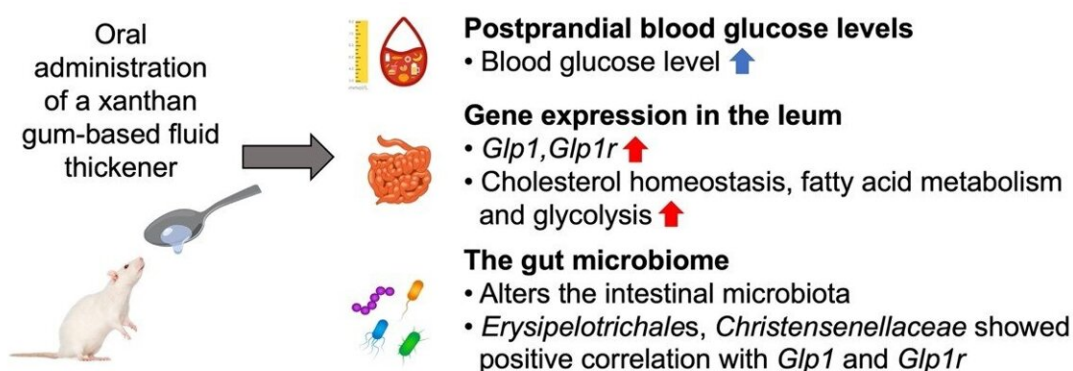 Oral
administration
of a xanthan
gum-based fluid
thickener
Postprandial blood glucose levels
• Blood glucose level
Gene expression in the leum
• Glp1,Glp1r
• Cholesterol homeostasis, fatty acid metabolism
and glycolysis
The gut microbiome
• Alters the intestinal microbiota
• Erysipelotrichales, Christensenellaceae showed
positive correlation with Glp1 and Glp1r